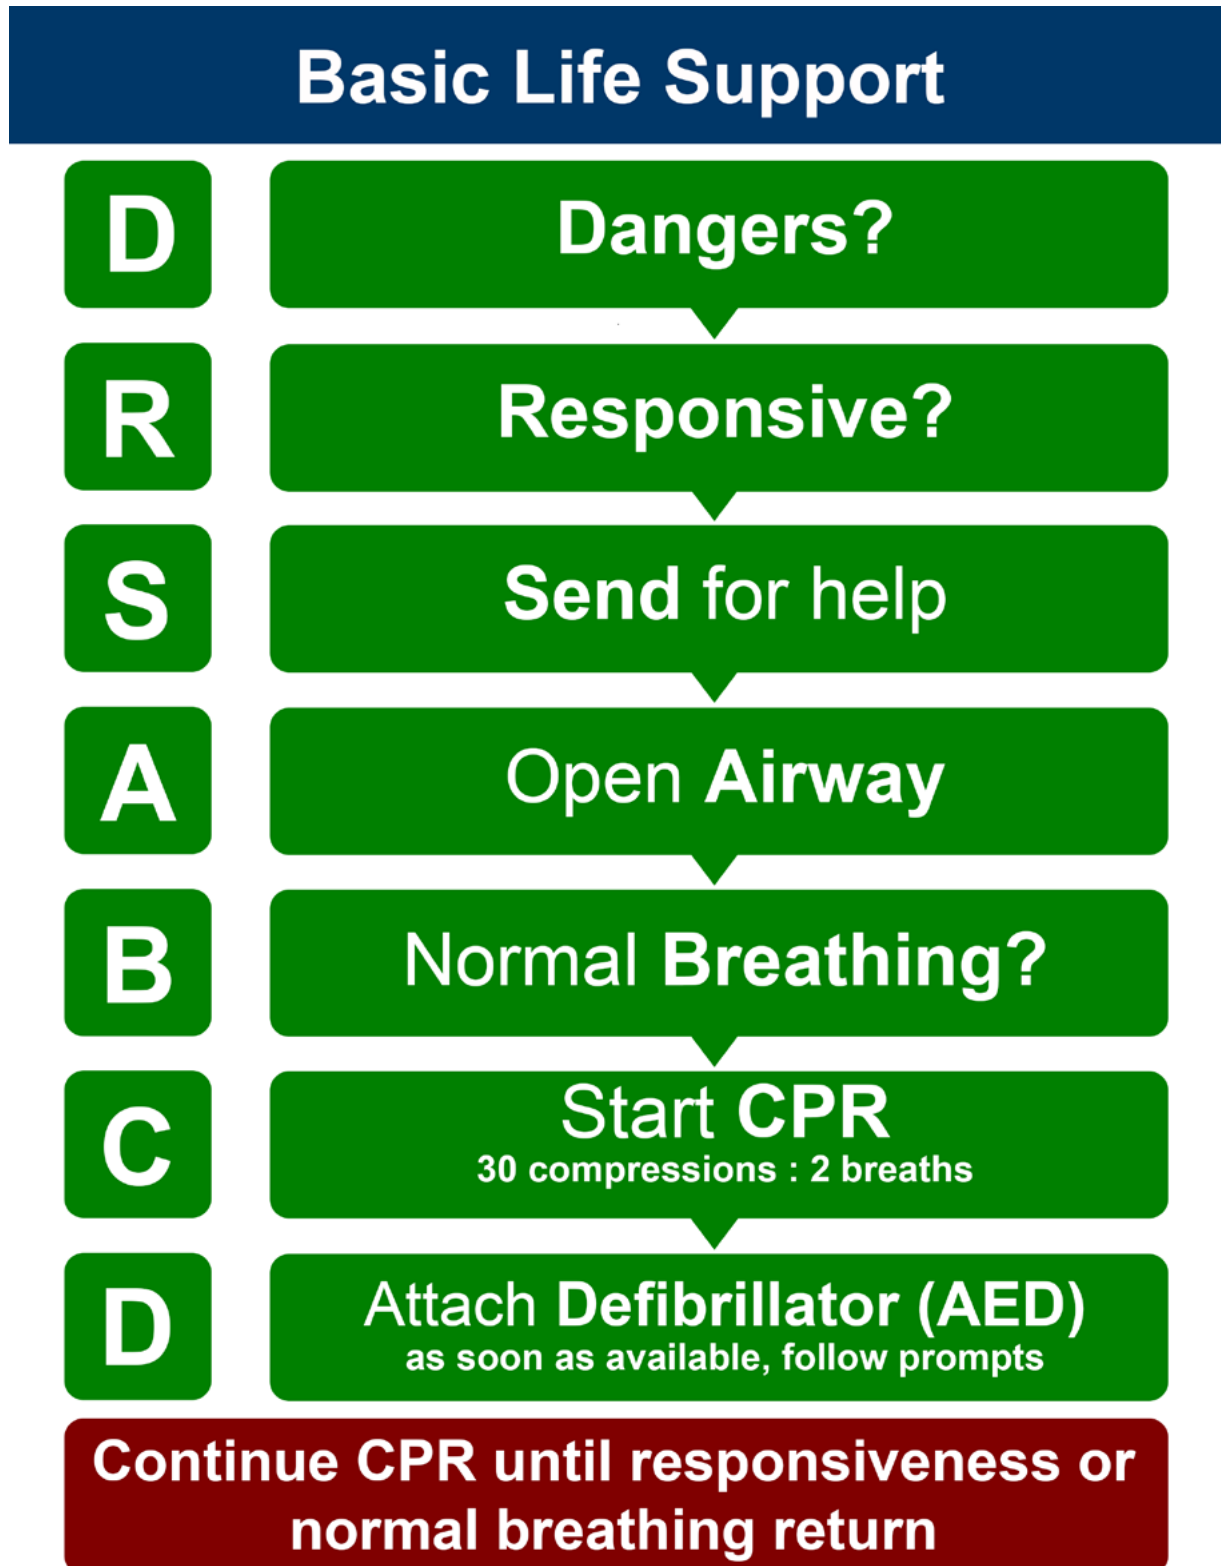 Basic Life Support
D
Dangers?
R
Responsive?
S
Send for help
A
Open Airway
B
Normal Breathing?
C
Start CPR
30 compressions : 2 breaths
D
Attach Defibrillator (AED)
as soon as available, follow prompts
Continue CPR until responsiveness or
normal breathing return